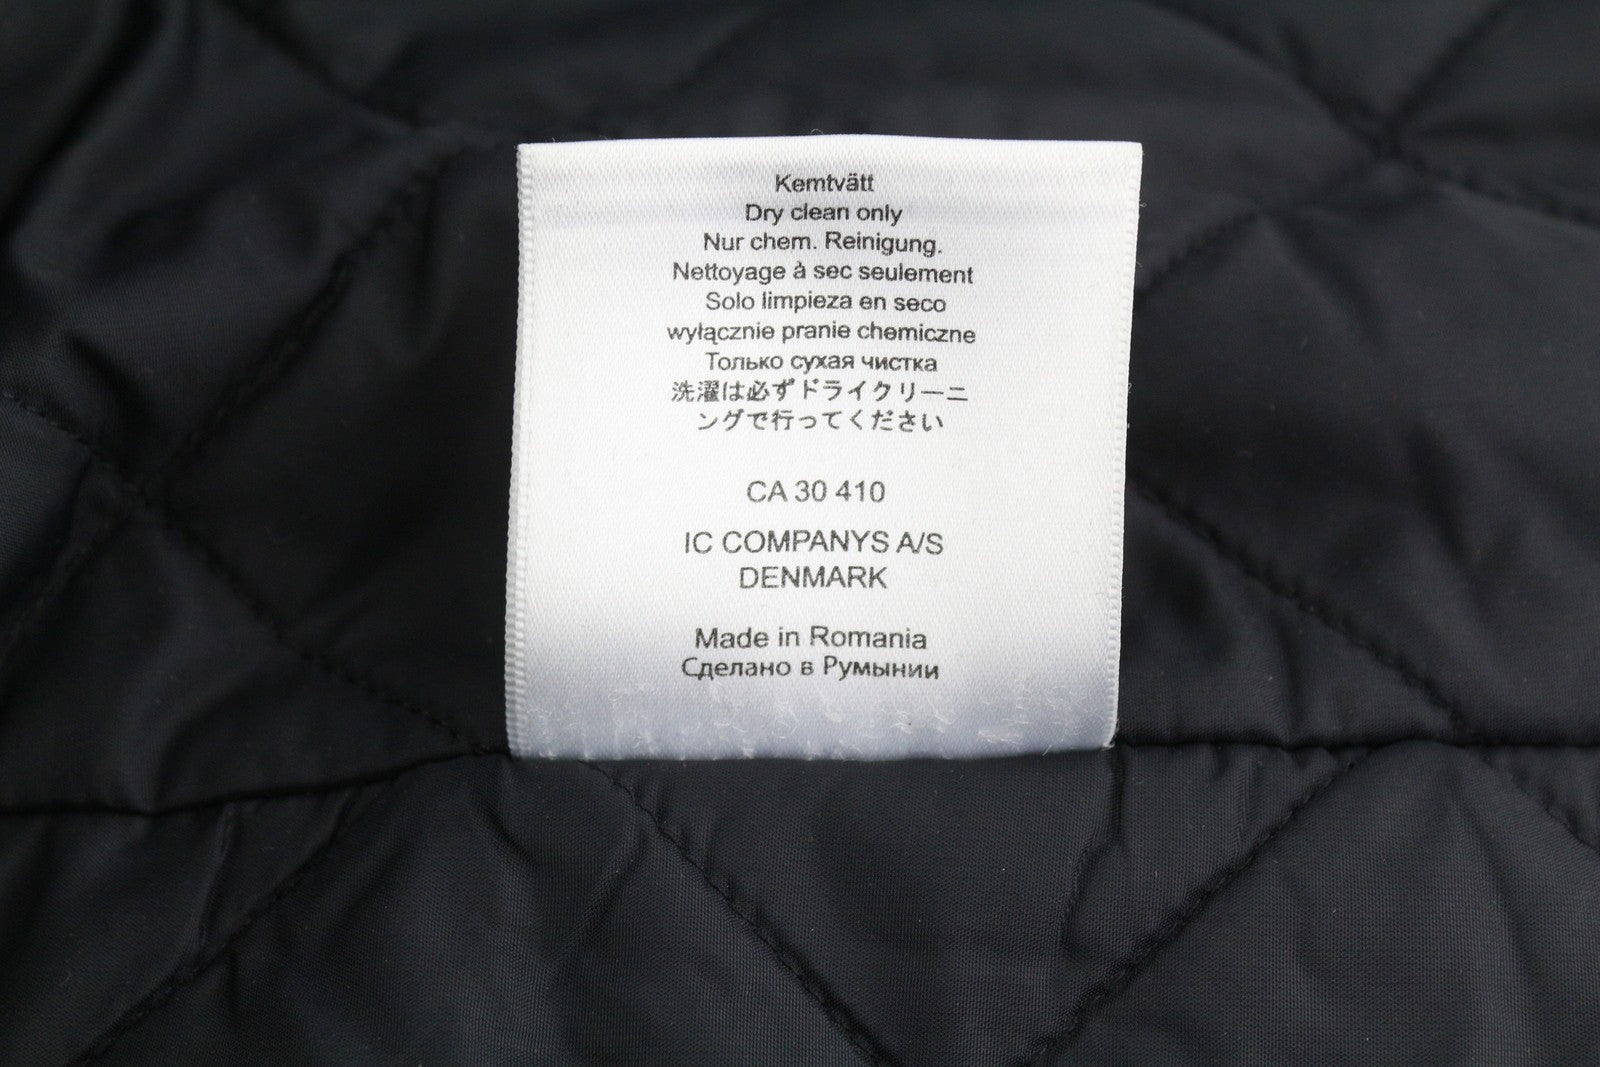 Kemtvätt
Dry clean only
Nur chem. Reinigung.
Nettoyage à sec seulement
Solo limpieza en seco
wyłącznie pranie chemiczne
Только сухая чистка
洗濯は必ずドライクリーニ
ングで行ってください
CA 30 410
IC COMPANYS A/S
DENMARK
Made in Romania
Сделано в Румынии